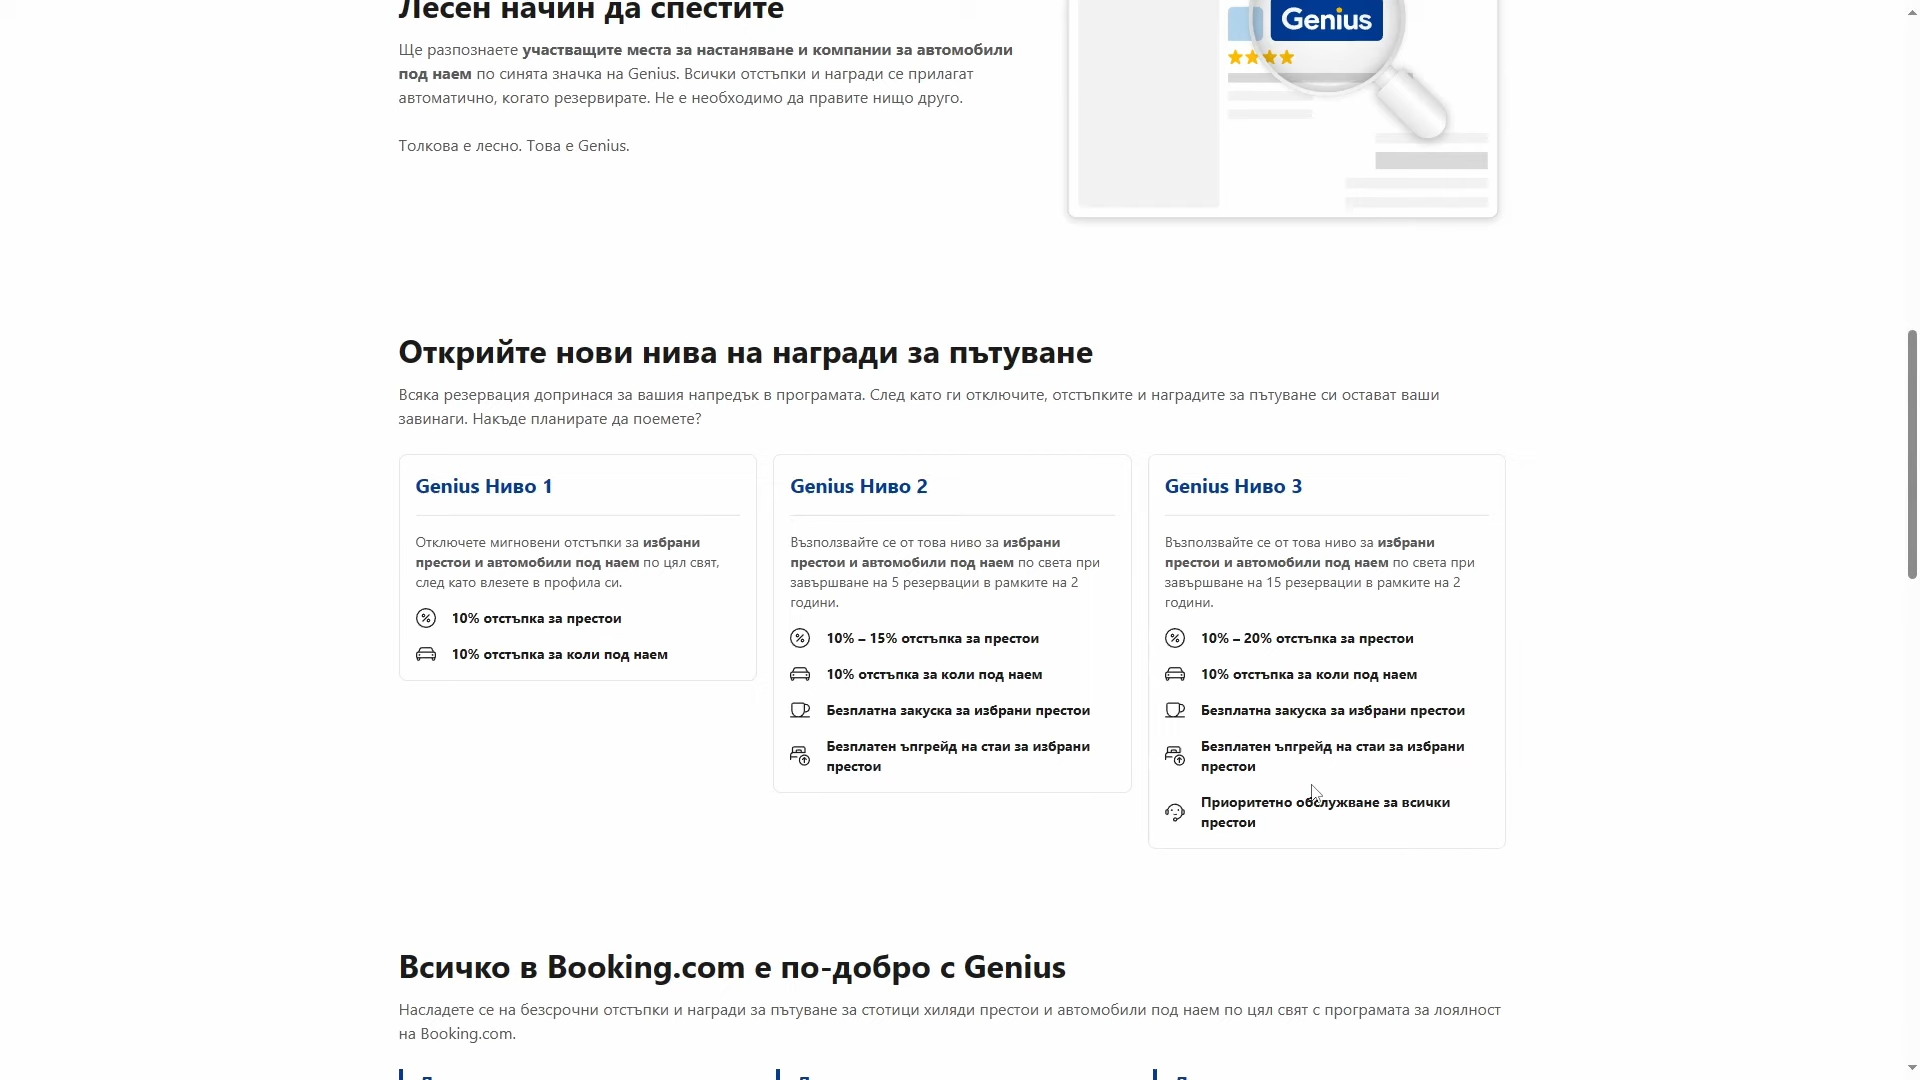 Лесен начин да спестите
Ще разпознаете участващите места за настаняване и компании за автомобили
под наем по синята значка на Genius. Всички отстъпки и награди се прилагат
автоматично, когато резервирате. Не е необходимо да правите нищо друго.
Толкова е лесно. Това е Genius.
Genius
Открийте нови нива на награди за пътуване
Всяка резервация допринася за вашия напредък в програмата. След като ги отключите, отстъпките и наградите за пътуване си остават ваши
завинаги. Накъде планирате да поемете?
Genius Ниво 1
Отключете мигновени отстъпки за избрани
престои и автомобили под наем по цял свят,
след като влезете в профила си.
10% отстъпка за престои
10% отстъпка за коли под наем
Genius Ниво 2
Възползвайте се от това ниво за избрани
престои и автомобили под наем по света при
завършване на 5 резервации в рамките на 2
години.
10% – 15% отстъпка за престои
10% отстъпка за коли под наем
Безплатна закуска за избрани престои
Безплатен ъпгрейд на стаи за избрани
престои
Genius Ниво 3
Възползвайте се от това ниво за избрани
престои и автомобили под наем по света при
завършване на 15 резервации в рамките на 2
години.
10% – 20% отстъпка за престои
10% отстъпка за коли под наем
Безплатна закуска за избрани престои
Безплатен ъпгрейд на стаи за избрани
престои
Приоритетно обслужване за всички
престои
Всичко в Booking.com е по-добро с Genius
Насладете се на безсрочни отстъпки и награди за пътуване за стотици хиляди престои и автомобили под наем по цял свят с програмата за лоялност
на Booking.com.